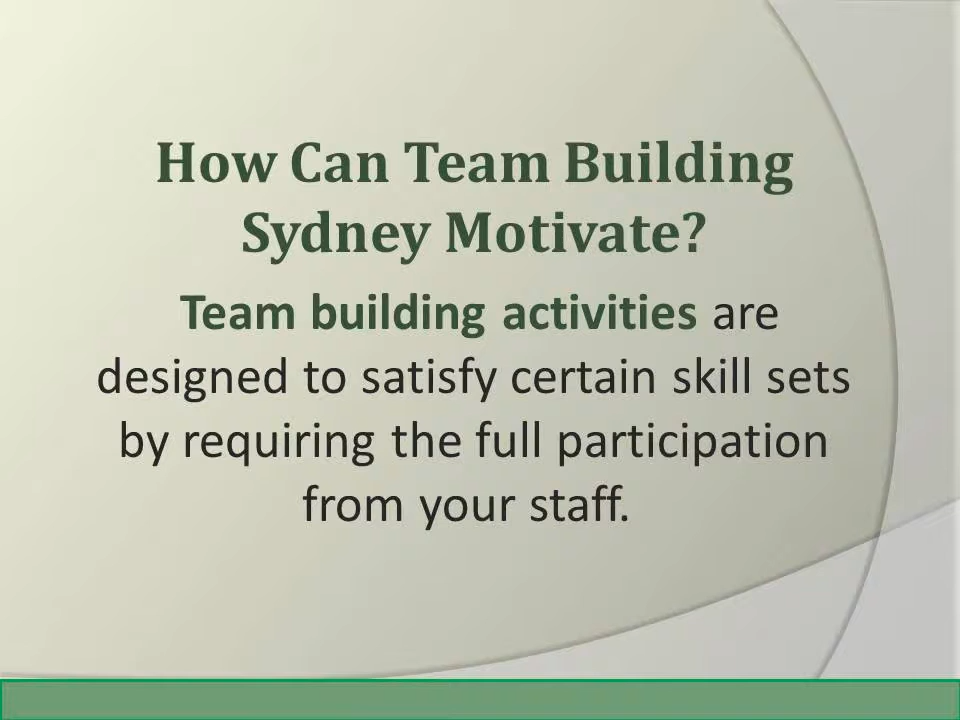 How Can Team Building
Sydney Motivate?
Team building activities are
designed to satisfy certain skill sets
by requiring the full participation
from your staff.